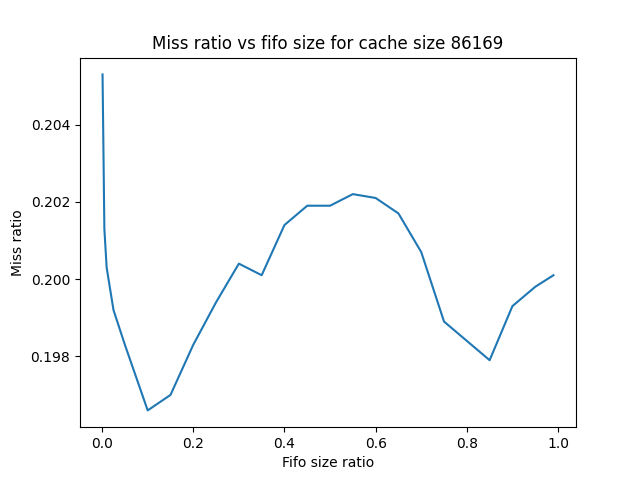 Miss ratio vs fifo size for cache size 86169
0.204
0.202
0.200
0.198
Miss ratio
0.0 0.2 0.4 0.6 0.8 1.0
Fifo size ratio